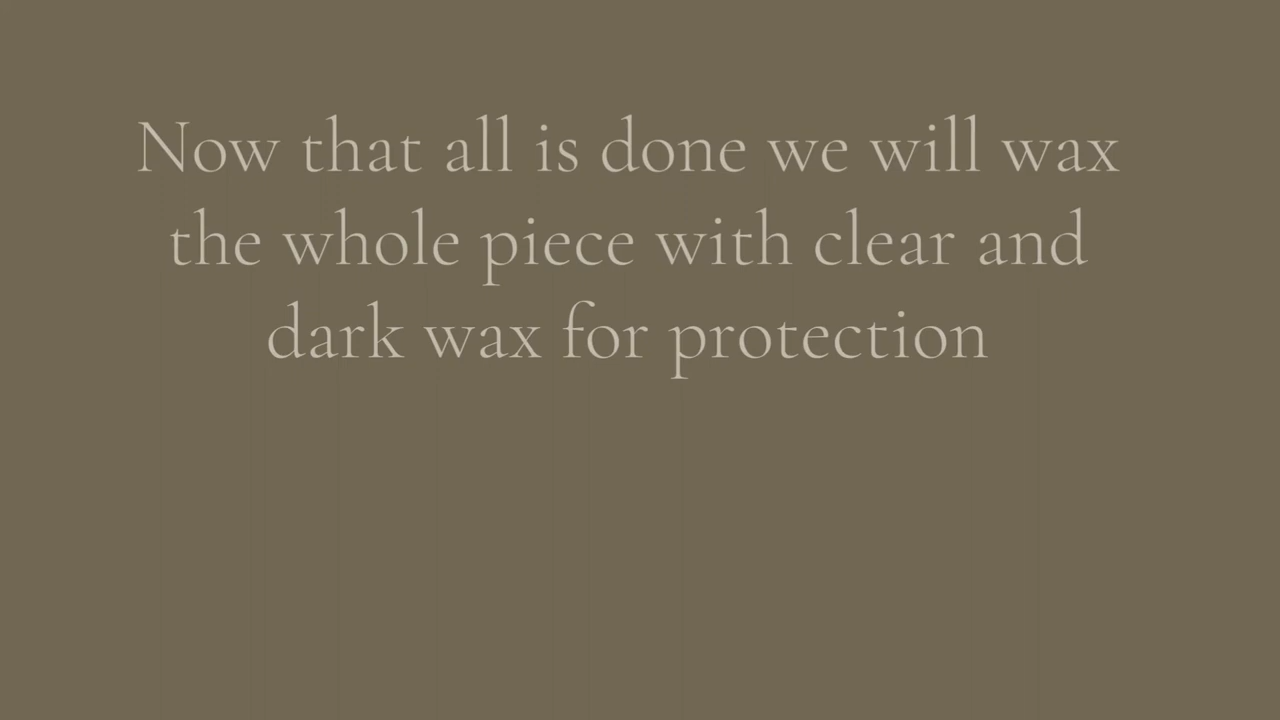 Now that all is done we will wax
the whole piece with clear and
dark wax for protection